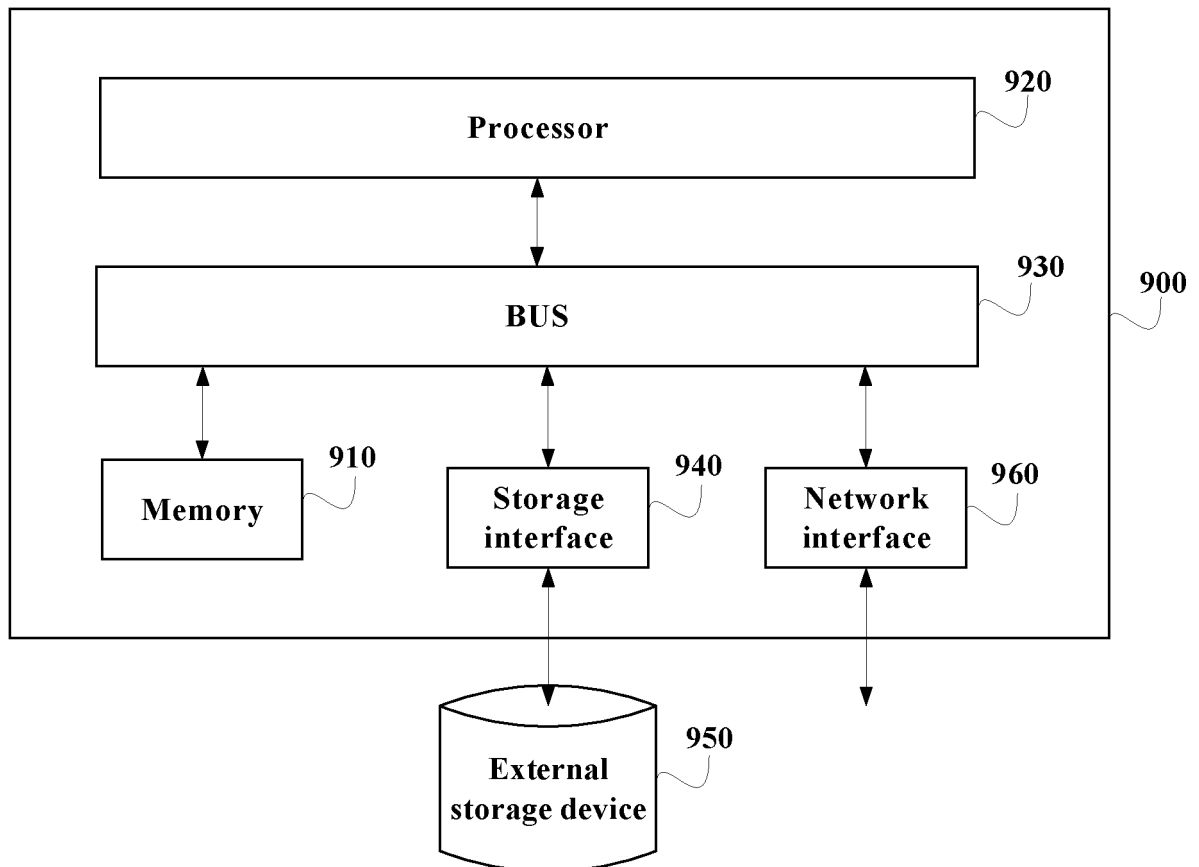 920
Processor
930
BUS
900
910
Memory
940
Storage
interface
960
Network
interface
950
External
storage device